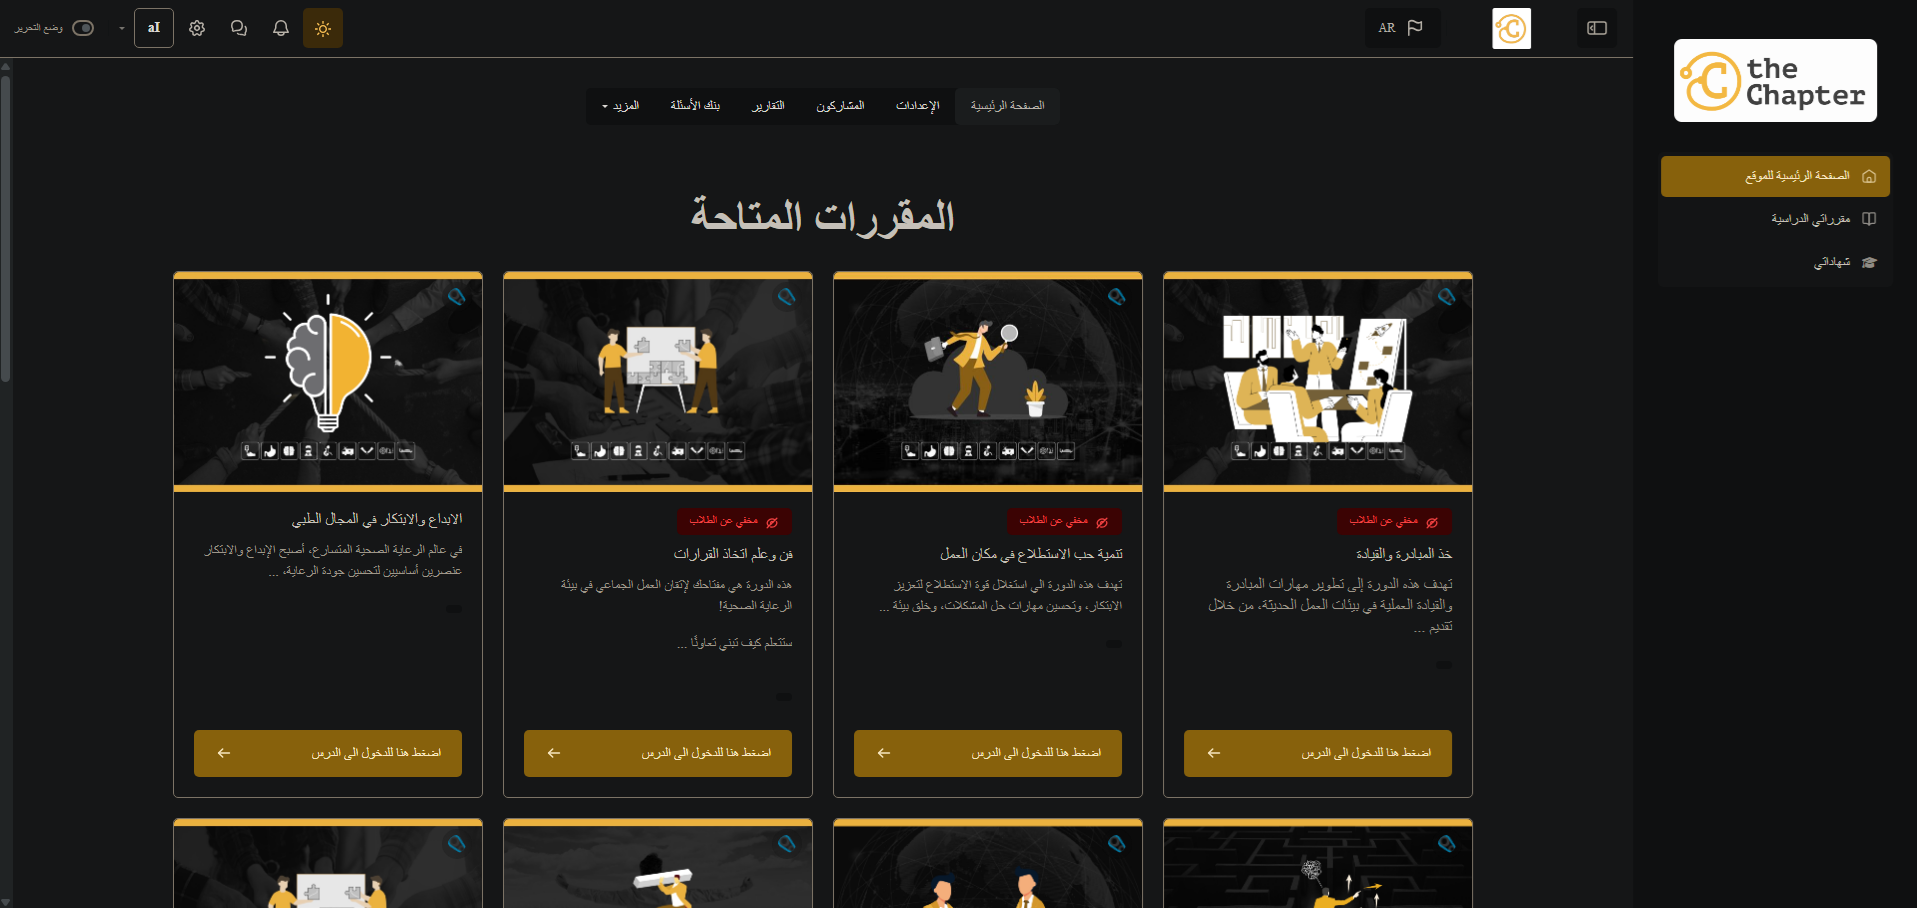 the
Chapter
الصفحة الرئيسية للموقع
مقرراتي الدراسية
شهاداتي
AR
aI
وضع التحرير
الصفحة الرئيسية
الإعدادات
المشاركون
التقارير
بنك الأسئلة
المزيد
المقررات المتاحة
مخفي عن الطلاب
خذ المبادرة والقيادة
تهدف هذه الدورة إلى تطوير مهارات المبادرة
والقيادة العملية في بيئات العمل الحديثة، من خلال
تقديم ...
اضغط هنا للدخول الى الدرس
مخفي عن الطلاب
تنمية حب الاستطلاع في مكان العمل
تهدف هذه الدورة الي استغلال قوة الاستطلاع لتعزيز
الابتكار، وتحسين مهارات حل المشكلات، وخلق بيئة ...
اضغط هنا للدخول الى الدرس
مخفي عن الطلاب
فن وعلم اتخاذ القرارات
هذه الدورة هي مفتاحك لإتقان العمل الجماعي في بيئة
الرعاية الصحية!
ستتعلم كيف تبني تعاونًا ...
اضغط هنا للدخول الى الدرس
الابداع والابتكار في المجال الطبي
في عالم الرعاية الصحية المتسارع، أصبح الإبداع والابتكار
عنصرين أساسيين لتحسين جودة الرعاية، ...
اضغط هنا للدخول الى الدرس